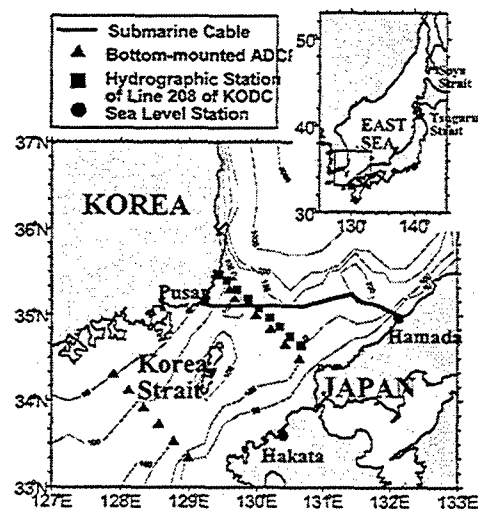 Submarine Cable
Bottom-mounted ADCP
Hydrographic Station
of Line 208 of KODC
Sea Level Station
50
40
30
130
140
Soya
Strait
Tsugaru
Strait
EAST
SEA
37N
36N
35N
34N
33N
127E
128E
129E
130E
131E
132E
133E
KOREA
Pusan
Korea
Strait
Hamada
JAPAN
Hakata